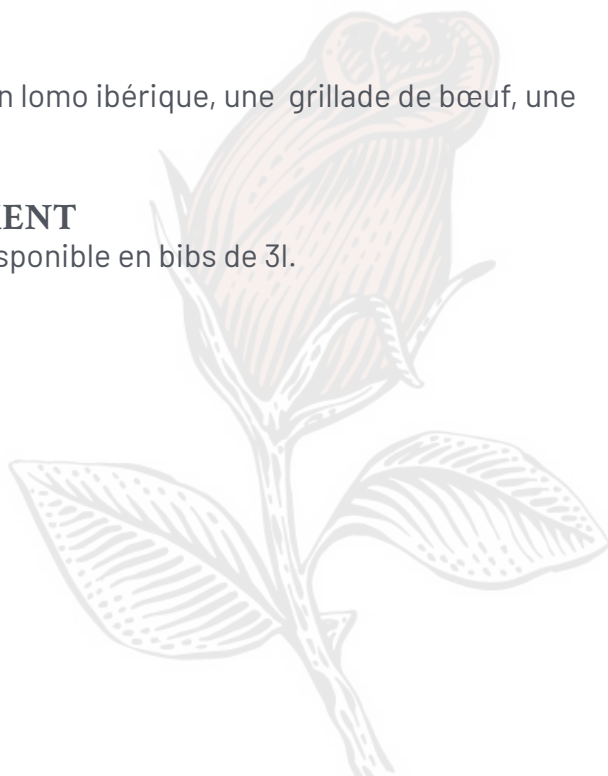 n lomo ibérique, une grillade de bœuf, une
ENT
sponible en bibs de 3l.